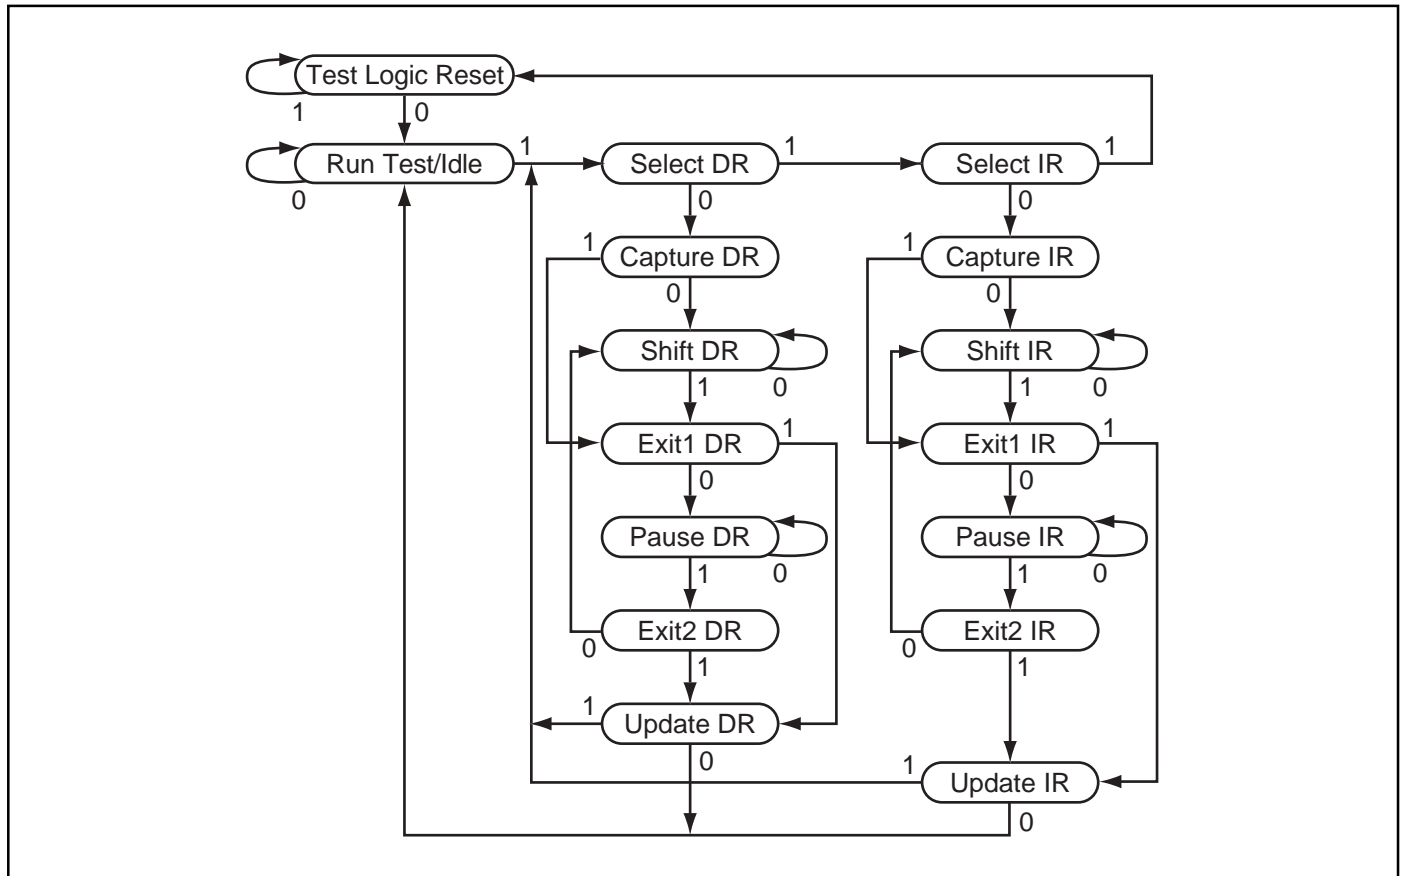 Test Logic Reset
1 0
Run Test/Idle 1 Select DR 1 Select IR 1
0 0 0
1 Capture DR 1 Capture IR
0 0
Shift DR Shift IR
1 0 1 0
Exit1 DR 1 Exit1 IR 1
0 0
Pause DR Pause IR
1 0 1 0
Exit2 DR Exit2 IR
0 1 0 1
1 Update DR
0 1 Update IR
0